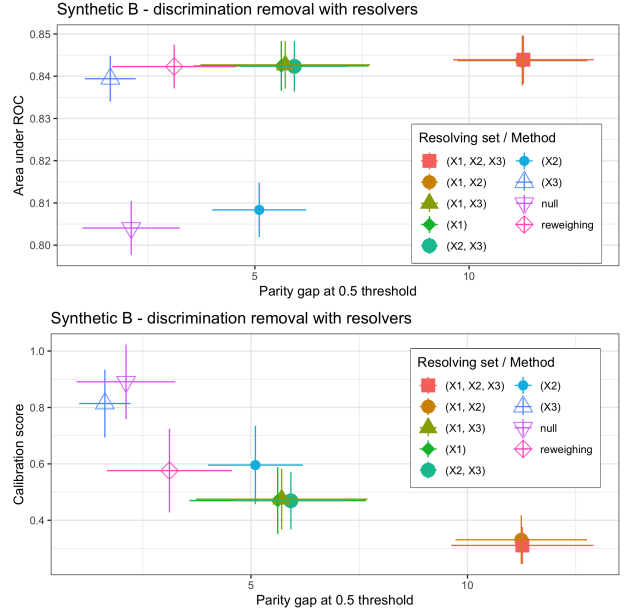 Synthetic B - discrimination removal with resolvers
0.85
0.84
0.83
0.82
0.81
0.80
Area under ROC
Resolving set / Method
(X1, X2, X3)
(X2)
(X1, X2)
(X3)
(X1, X3)
null
(X1)
reweighing
(X2, X3)
5
10
Parity gap at 0.5 threshold
Synthetic B - discrimination removal with resolvers
1.0
0.8
0.6
0.4
Calibration score
Resolving set / Method
(X1, X2, X3)
(X2)
(X1, X2)
(X3)
(X1, X3)
null
(X1)
reweighing
(X2, X3)
5
10
Parity gap at 0.5 threshold